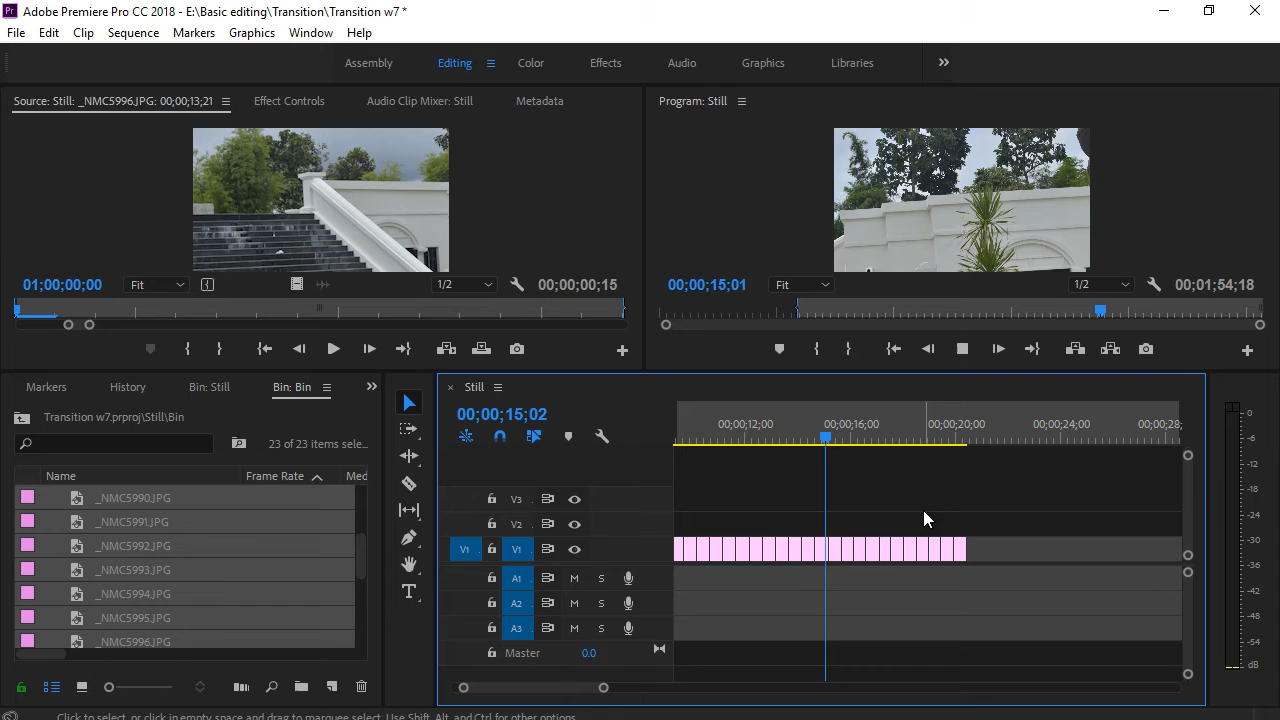 Pr Adobe Premiere Pro CC 2018 - E:\Basic editing\Transition\Transition w7 *
File Edit Clip Sequence Markers Graphics Window Help
Assembly Editing Color Effects Audio Graphics Libraries
Source: Still: _NMC5996.JPG: 00;00;13;21 Effect Controls Audio Clip Mixer: Still Metadata
Program: Still
01;00;00;00 Fit 1/2 00;00;00;15
00;00;15;01 Fit 1/2 00;01;54;18
Markers History Bin: Still Bin: Bin
Transition w7.prproj\Still\Bin
23 of 23 items sele...
Name Frame Rate Med
_NMC5990.JPG
_NMC5991.JPG
_NMC5992.JPG
_NMC5993.JPG
_NMC5994.JPG
_NMC5995.JPG
_NMC5996.JPG
T
Still
00;00;15;02
00;00;12;00 00;00;16;00 00;00;20;00 00;00;24;00 00;00;28;
V3
V2
V1 V1
A1 M S
A2 M S
A3 M S
Master 0.0
0
-6
-12
-18
-24
-30
-36
-42
-48
-54
dB
Click to select, or click in empty space and drag to marquee select. Use Shift, Alt, and Ctrl for other options.